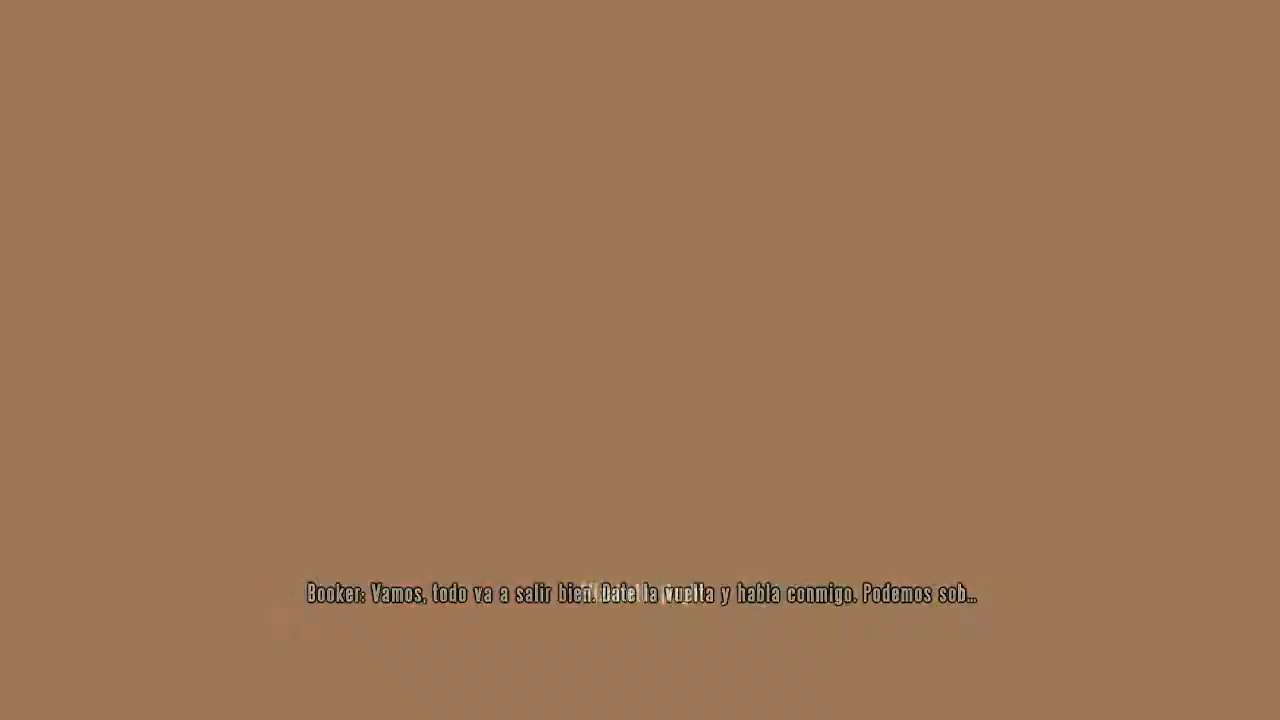 Booker: Vamos, todo va a salir bien. Date la vuelta y habla conmigo. Podemos sob...